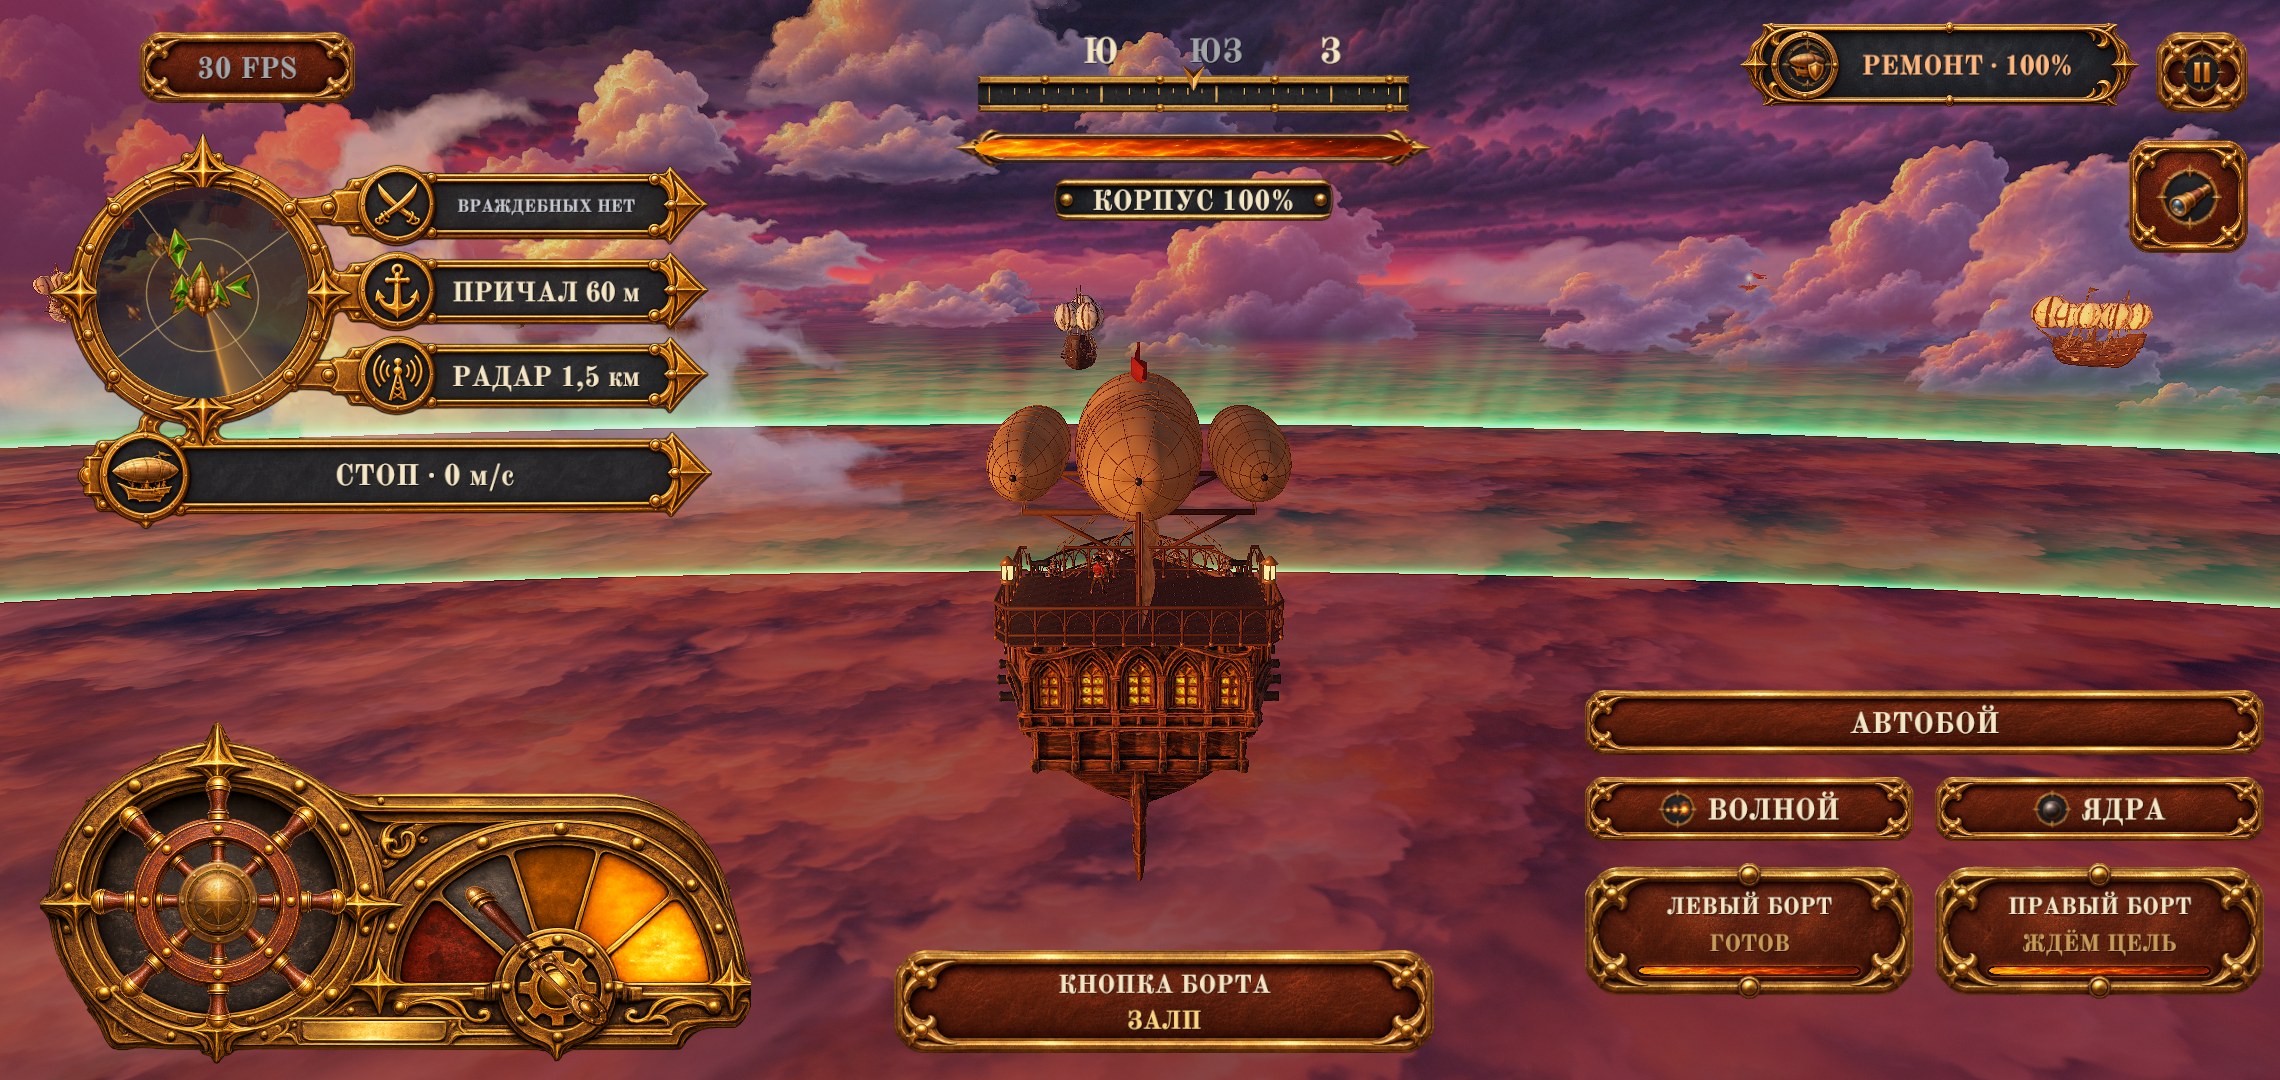 30 FPS
Ю ЮЗ З
РЕМОНТ · 100%
КОРПУС 100%
ВРАЖДЕБНЫХ НЕТ
ПРИЧАЛ 60 м
РАДАР 1,5 км
СТОП · 0 м/с
АВТОБОЙ
ВОЛНОЙ
ЯДРА
ЛЕВЫЙ БОРТ
ГОТОВ
ПРАВЫЙ БОРТ
ЖДЁМ ЦЕЛЬ
КНОПКА БОРТА
ЗАЛП